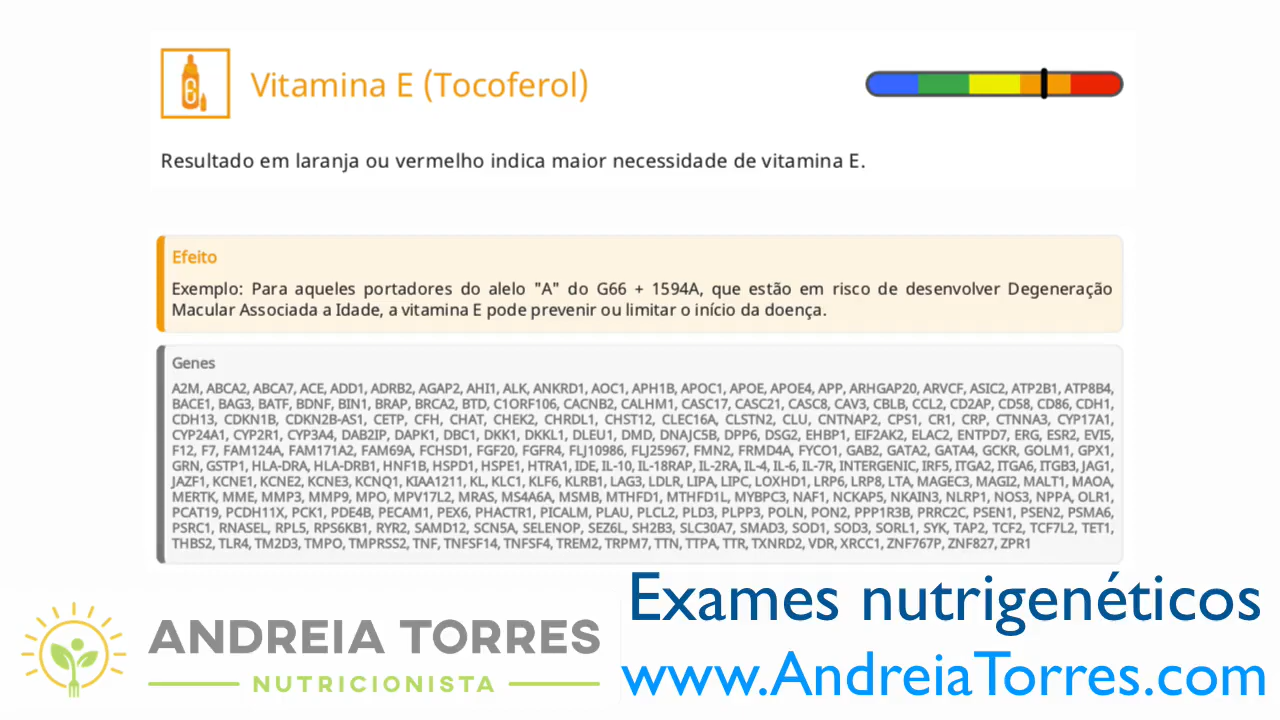 Vitamina E (Tocoferol)
Resultado em laranja ou vermelho indica maior necessidade de vitamina E.
Efeito
Exemplo: Para aqueles portadores do alelo "A" do G66 + 1594A, que estão em risco de desenvolver Degeneração
Macular Associada a Idade, a vitamina E pode prevenir ou limitar o início da doença.
Genes
A2M, ABCA2, ABCA7, ACE, ADD1, ADRB2, AGAP2, AHI1, ALK, ANKRD1, AOC1, APH1B, APOC1, APOE, APOE4, APP, ARHGAP20, ARVCF, ASIC2, ATP2B1, ATP8B4,
BACE1, BAG3, BATF, BDNF, BIN1, BRAP, BRCA2, BTD, C1ORF106, CACNB2, CALHM1, CASC17, CASC21, CASC8, CAV3, CBLB, CCL2, CD2AP, CD58, CD86, CDH1,
CDH13, CDKN1B, CDKN2B-AS1, CETP, CFH, CHAT, CHEK2, CHRDL1, CHST12, CLEC16A, CLSTN2, CLU, CNTNAP2, CPS1, CR1, CRP, CTNNA3, CYP17A1,
CYP24A1, CYP2R1, CYP3A4, DAB2IP, DAPK1, DBC1, DKK1, DKKL1, DLEU1, DMD, DNAJC5B, DPP6, DSG2, EHBP1, EIF2AK2, ELAC2, ENTPD7, ERG, ESR2, EVI5,
F12, F7, FAM124A, FAM171A2, FAM69A, FCHSD1, FGF20, FGFR4, FLJ10986, FLJ25967, FMN2, FRMD4A, FYCO1, GAB2, GATA2, GATA4, GCKR, GOLM1, GPX1,
GRN, GSTP1, HLA-DRA, HLA-DRB1, HNF1B, HSPD1, HSPE1, HTRA1, IDE, IL-10, IL-18RAP, IL-2RA, IL-4, IL-6, IL-7R, INTERGENIC, IRF5, ITGA2, ITGA6, ITGB3, JAG1,
JAZF1, KCNE1, KCNE2, KCNE3, KCNQ1, KIAA1211, KL, KLC1, KLF6, KLRB1, LAG3, LDLR, LIPA, LIPC, LOXHD1, LRP6, LRP8, LTA, MAGEC3, MAGI2, MALT1, MAOA,
MERTK, MME, MMP3, MMP9, MPO, MPV17L2, MRAS, MS4A6A, MSMB, MTHFD1, MTHFD1L, MYBPC3, NAF1, NCKAP5, NKAIN3, NLRP1, NOS3, NPPA, OLR1,
PCAT19, PCDH11X, PCK1, PDE4B, PECAM1, PEX6, PHACTR1, PICALM, PLAU, PLCL2, PLD3, PLPP3, POLN, PON2, PPP1R3B, PRRC2C, PSEN1, PSEN2, PSMA6,
PSRC1, RNASEL, RPL5, RPS6KB1, RYR2, SAMD12, SCN5A, SELENOP, SEZ6L, SH2B3, SLC30A7, SMAD3, SOD1, SOD3, SORL1, SYK, TAP2, TCF2, TCF7L2, TET1,
THBS2, TLR4, TM2D3, TMPO, TMPRSS2, TNF, TNFSF14, TNFSF4, TREM2, TRPM7, TTN, TTPA, TTR, TXNRD2, VDR, XRCC1, ZNF767P, ZNF827, ZPR1
ANDREIA TORRES
NUTRICIONISTA
Exames nutrigenéticos
www.AndreiaTorres.com